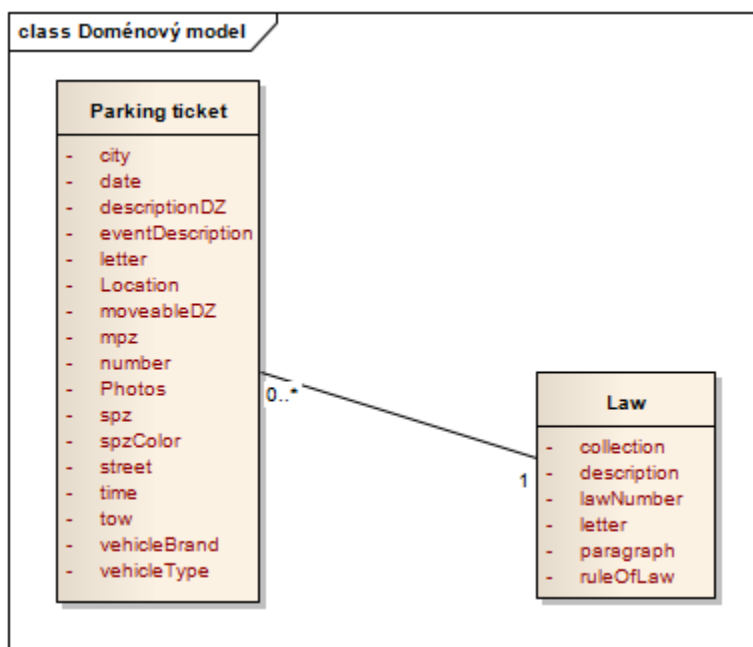 class Doménový model
Parking ticket
- city
- date
- descriptionDZ
- eventDescription
- letter
- Location
- moveableDZ
- mpz
- number
- Photos
- spz
- spzColor
- street
- time
- tow
- vehicleBrand
- vehicleType
0..*
1
Law
- collection
- description
- lawNumber
- letter
- paragraph
- ruleOfLaw